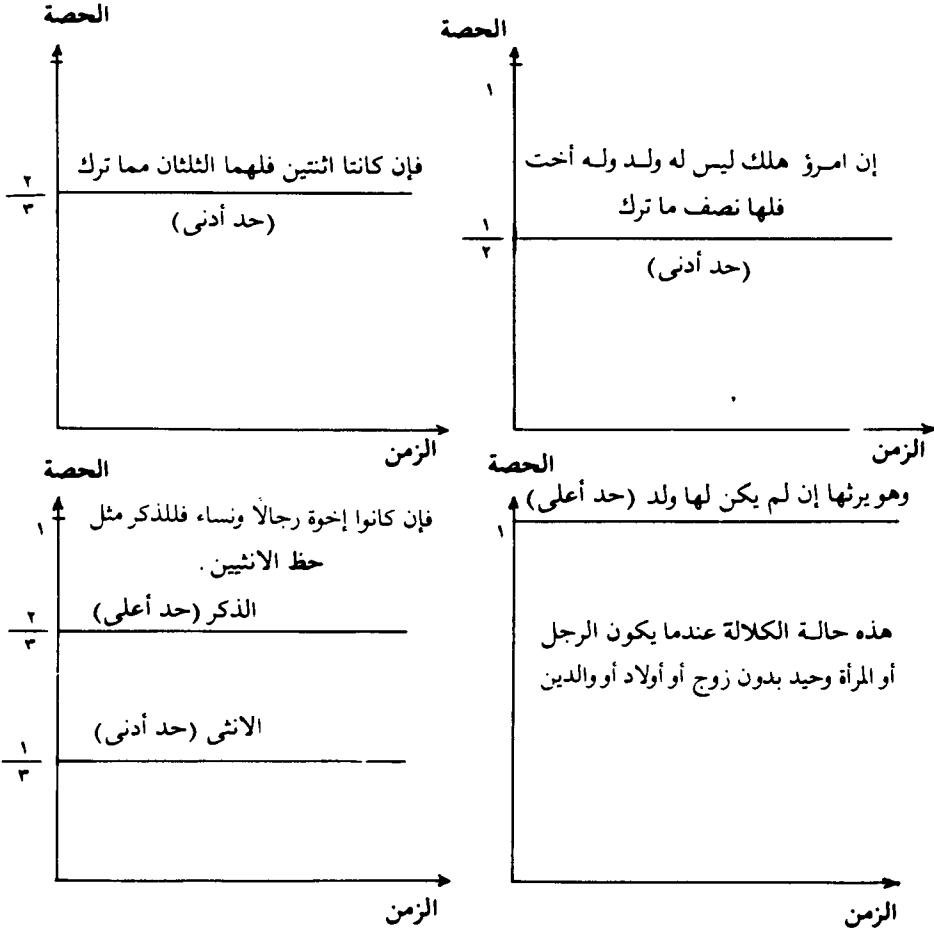 الحصة
١
إن امـرؤ هلك ليس له ولـد ولـه أخت
فلها نصف ما ترك
١
٢
(حد أدنى)
الزمن
الحصة
فإن كانتا اثنتين فلهما الثلثان مما ترك
٢
٣
(حد أدنى)
الزمن
الحصة
وهو يرثها إن لم يكن لها ولد (حد أعلى)
١
هذه حالـة الكلالة عندما يكون الرجل
أو المرأة وحيد بدون زوج أو أولاد أو والدين
الزمن
الحصة
١
فإن كانوا إخوة رجالاً ونساء فللذكر مثل
حظ الانثيين .
الذكر (حد أعلى)
٢
٣
الانثى (حد أدنى)
١
٣
الزمن